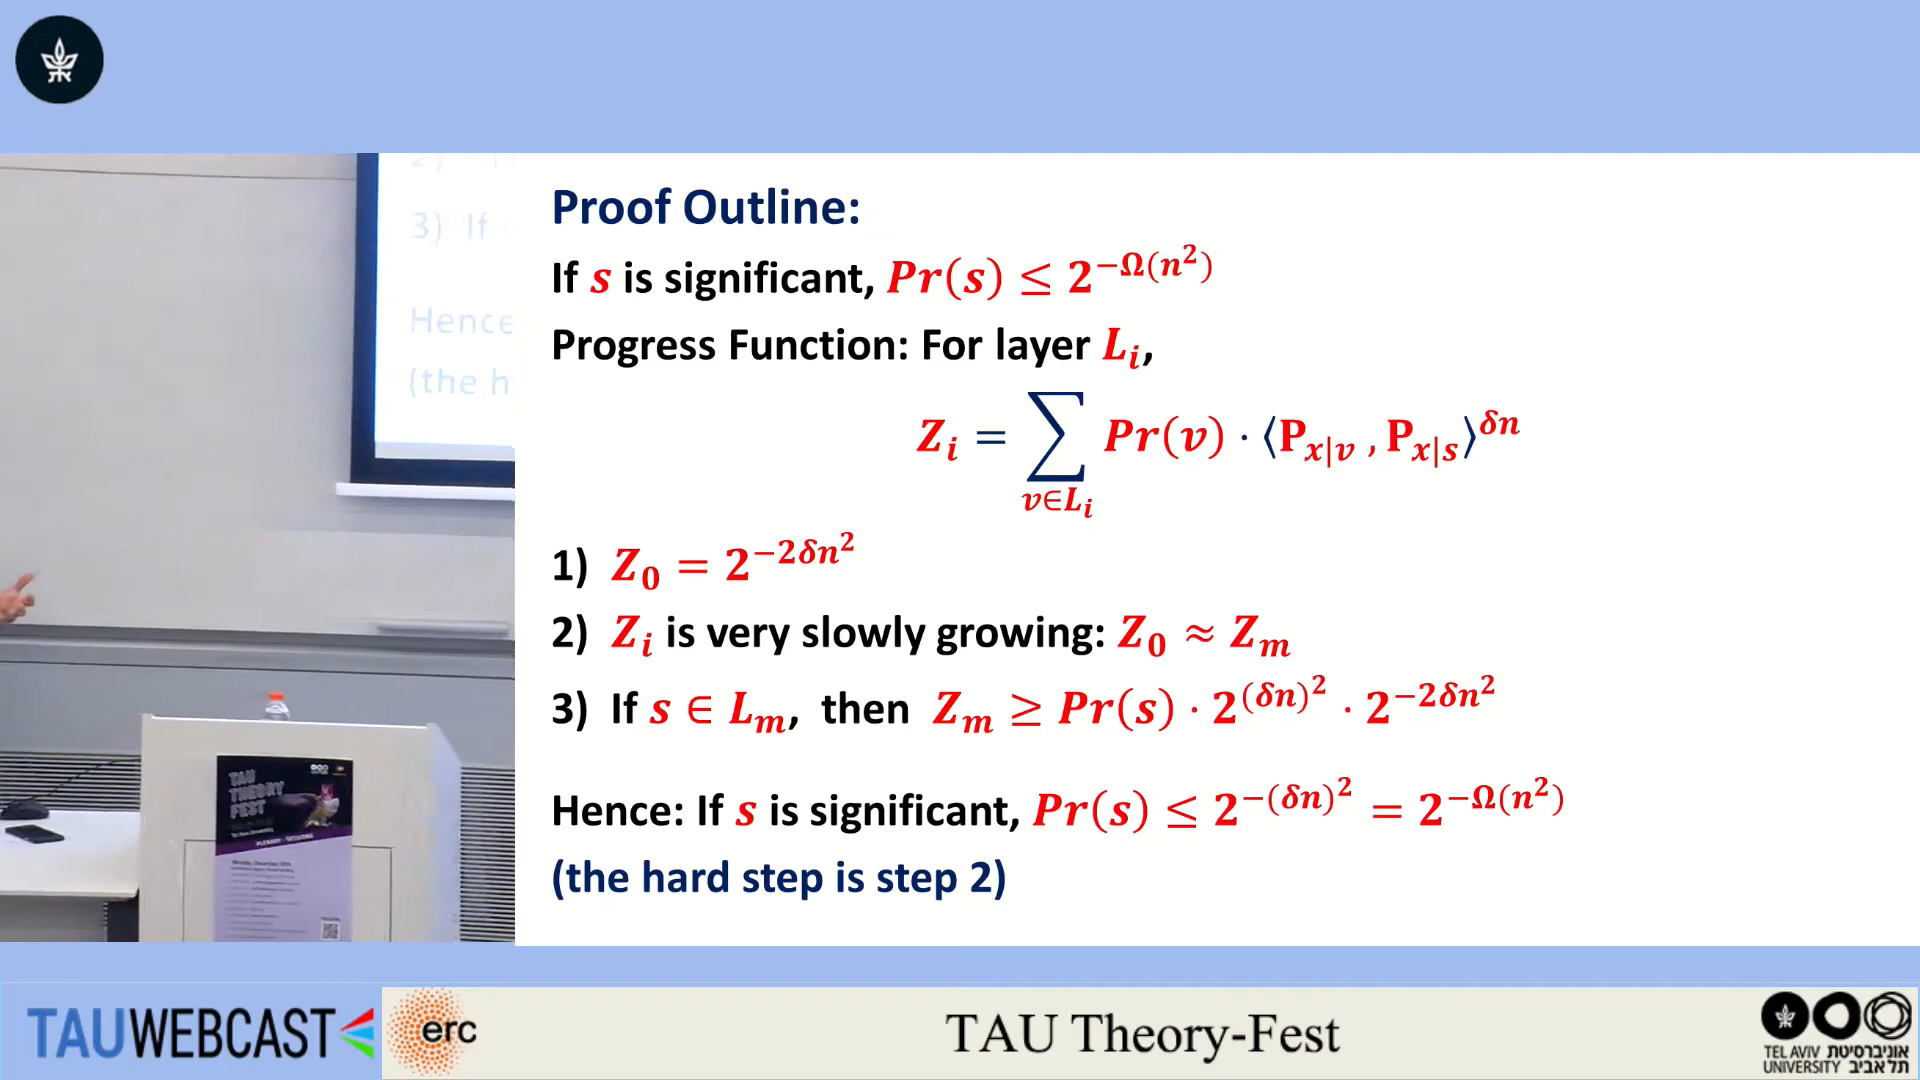 3) If
Hence
(the h
Proof Outline:
If s is significant, Pr(s) ≤ 2^{−Ω(n²)}
Progress Function: For layer L_i,
Z_i = ∑_{v∈L_i} Pr(v) · ⟨P_{x|v} , P_{x|s}⟩^{δn}
1) Z_0 = 2^{−2δn²}
2) Z_i is very slowly growing: Z_0 ≈ Z_m
3) If s ∈ L_m, then Z_m ≥ Pr(s) · 2^{(δn)²} · 2^{−2δn²}
Hence: If s is significant, Pr(s) ≤ 2^{−(δn)²} = 2^{−Ω(n²)}
(the hard step is step 2)
TAU
THEORY
FEST
TAUWEBCAST
erc
TAU Theory-Fest
TEL AVIV אוניברסיטת
UNIVERSITY תל אביב